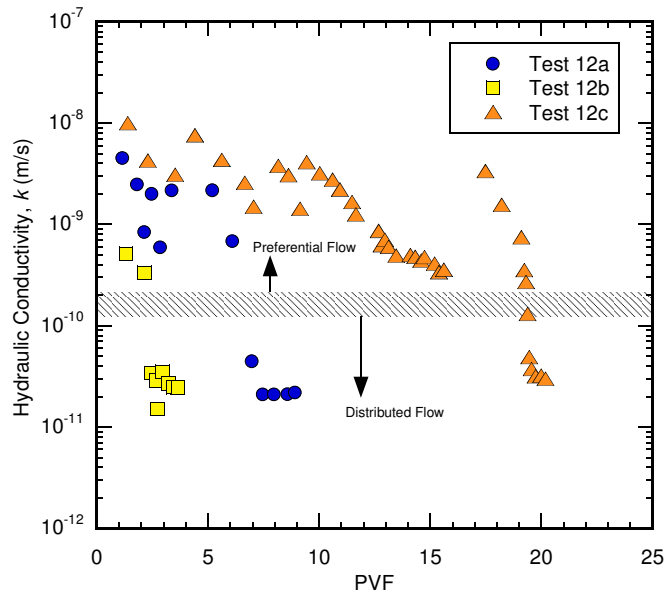 10⁻⁷
Test 12a
Test 12b
Test 12c
10⁻⁸
10⁻⁹
Preferential Flow
10⁻¹⁰
Distributed Flow
10⁻¹¹
10⁻¹²
Hydraulic Conductivity, k (m/s)
0 5 10 15 20 25
PVF